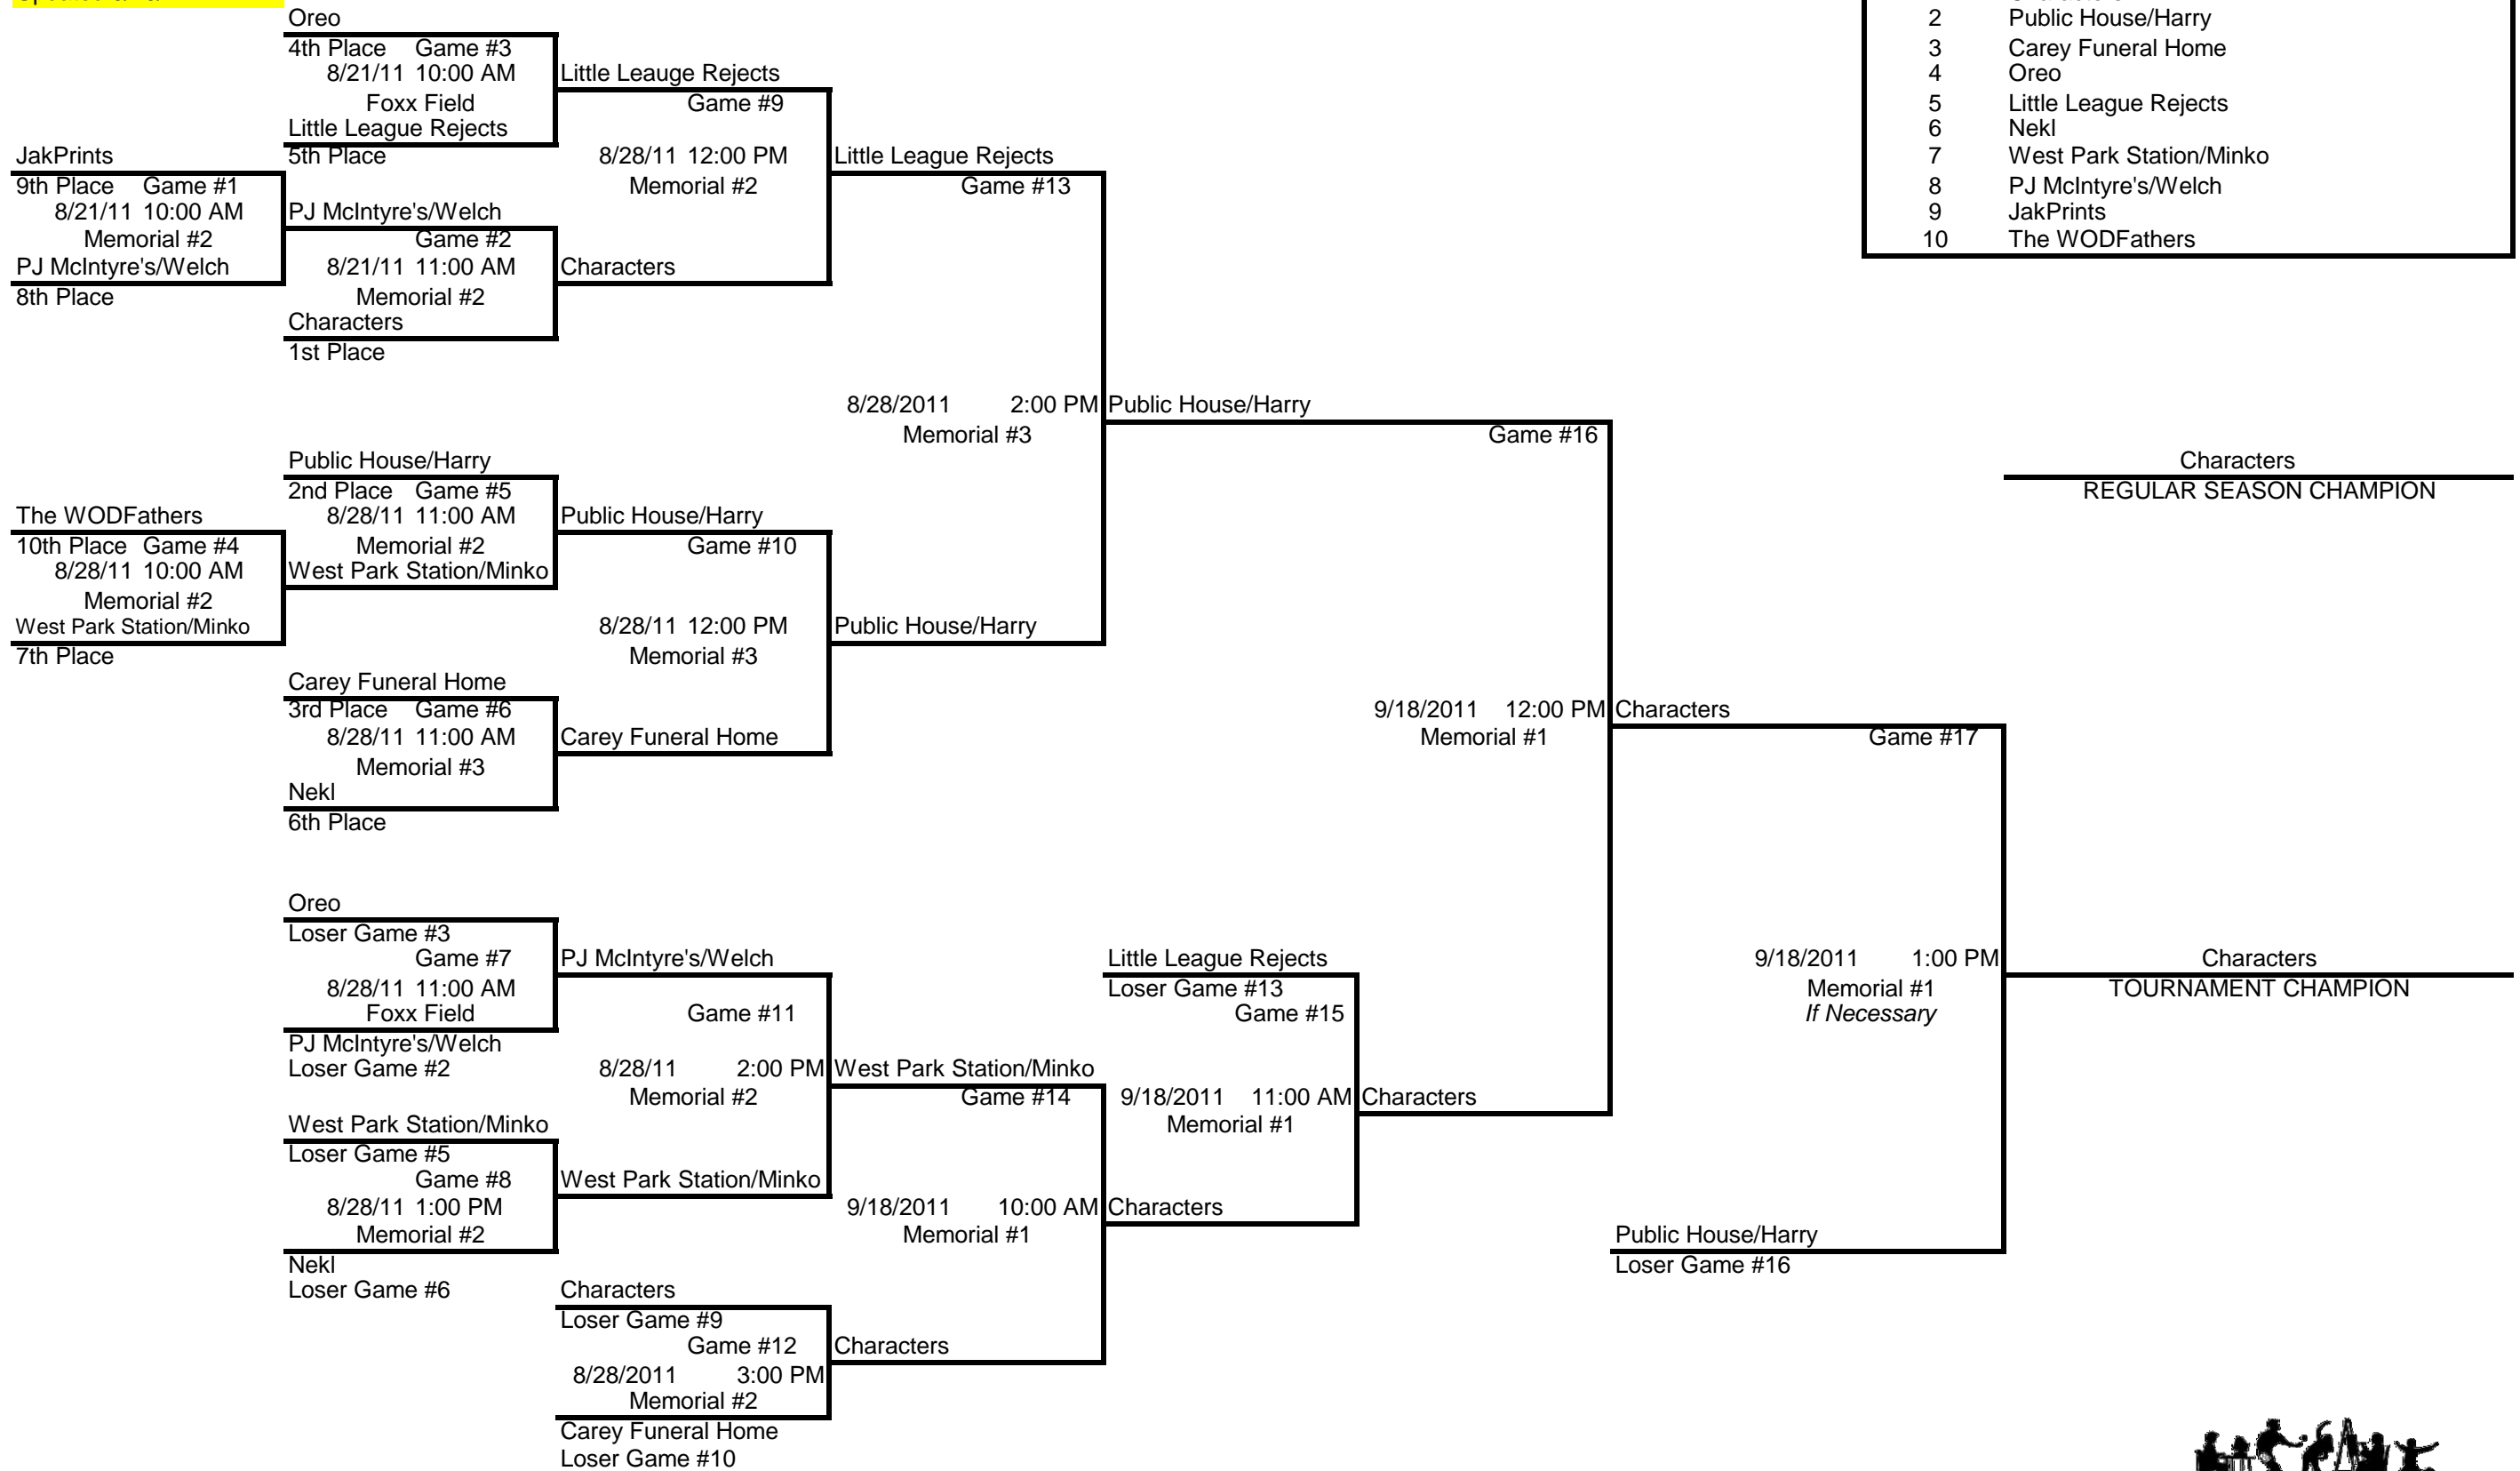 Oreo
4th Place Game #3
8/21/11 10:00 AM
Foxx Field
Little League Rejects
5th Place
JakPrints
9th Place Game #1
8/21/11 10:00 AM
Memorial #2
PJ McIntyre's/Welch
8th Place
PJ McIntyre's/Welch
Game #2
8/21/11 11:00 AM
Memorial #2
Characters
1st Place
Little Leauge Rejects
Game #9
8/28/11 12:00 PM
Memorial #2
Characters
Little League Rejects
Game #13
8/28/2011 2:00 PM
Memorial #3
Public House/Harry
2nd Place Game #5
8/28/11 11:00 AM
Memorial #2
West Park Station/Minko
The WODFathers
10th Place Game #4
8/28/11 10:00 AM
Memorial #2
West Park Station/Minko
7th Place
Public House/Harry
Game #10
8/28/11 12:00 PM
Memorial #3
Carey Funeral Home
3rd Place Game #6
8/28/11 11:00 AM
Memorial #3
Nekl
6th Place
Carey Funeral Home
Public House/Harry
Public House/Harry
Game #16
9/18/2011 12:00 PM
Memorial #1
Oreo
Loser Game #3
Game #7
8/28/11 11:00 AM
Foxx Field
PJ McIntyre's/Welch
Loser Game #2
West Park Station/Minko
Loser Game #5
Game #8
8/28/11 1:00 PM
Memorial #2
Nekl
Loser Game #6
PJ McIntyre's/Welch
Game #11
8/28/11 2:00 PM
Memorial #2
West Park Station/Minko
Characters
Loser Game #9
Game #12
8/28/2011 3:00 PM
Memorial #2
Carey Funeral Home
Loser Game #10
West Park Station/Minko
Game #14
9/18/2011 10:00 AM
Memorial #1
Characters
Little League Rejects
Loser Game #13
Game #15
9/18/2011 11:00 AM
Memorial #1
Characters
Characters
Characters
Game #17
9/18/2011 1:00 PM
Memorial #1
If Necessary
Public House/Harry
Loser Game #16
2 Public House/Harry
3 Carey Funeral Home
4 Oreo
5 Little League Rejects
6 Nekl
7 West Park Station/Minko
8 PJ McIntyre's/Welch
9 JakPrints
10 The WODFathers
Characters
REGULAR SEASON CHAMPION
Characters
TOURNAMENT CHAMPION